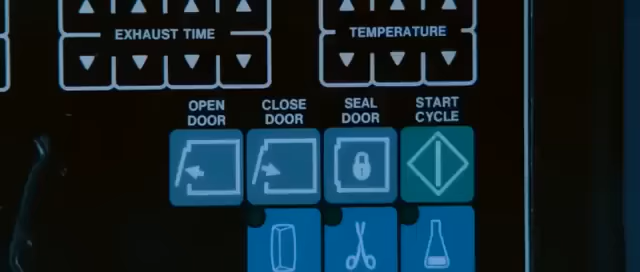 EXHAUST TIME
TEMPERATURE
OPEN DOOR
CLOSE DOOR
SEAL DOOR
START CYCLE